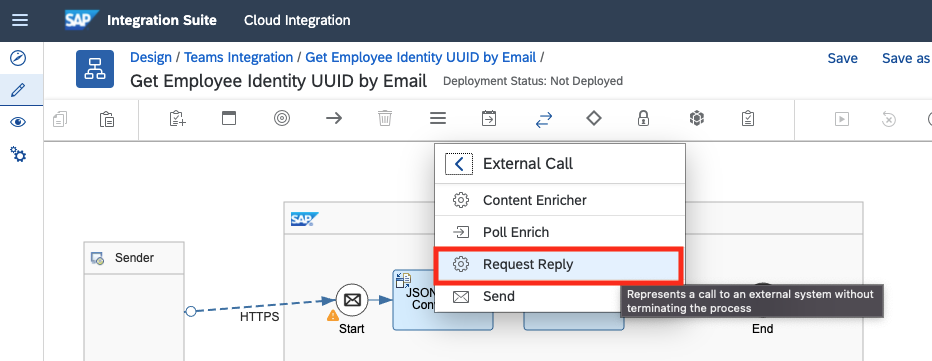 SAP Integration Suite Cloud Integration
Design / Teams Integration / Get Employee Identity UUID by Email /
Get Employee Identity UUID by Email Deployment Status: Not Deployed
Save Save as
External Call
Content Enricher
Poll Enrich
Request Reply
Send
Represents a call to an external system without
terminating the process
SAP
Sender
HTTPS
Start
JSON
End